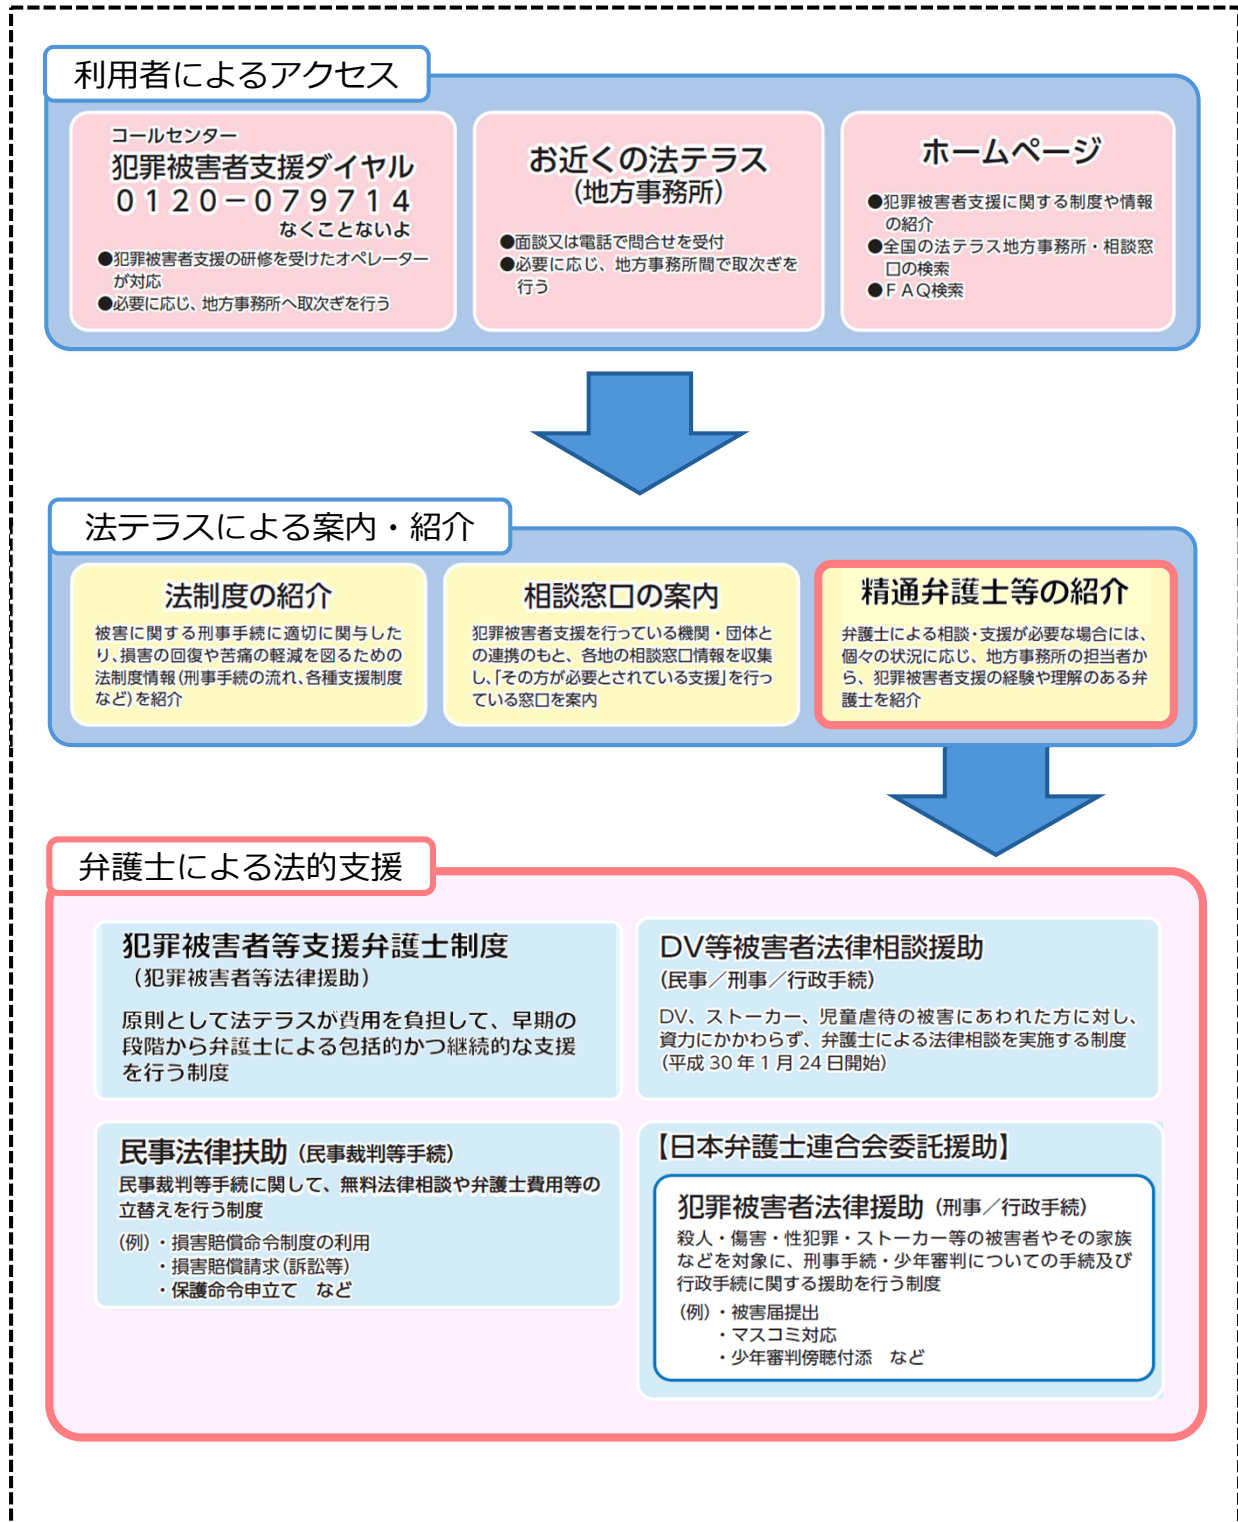 利用者によるアクセス
コールセンター
犯罪被害者支援ダイヤル
0120-079714
なくことないよ
●犯罪被害者支援の研修を受けたオペレーター
が対応
●必要に応じ、地方事務所へ取次ぎを行う
お近くの法テラス
(地方事務所)
●面談又は電話で問合せを受付
●必要に応じ、地方事務所間で取次ぎを
行う
ホームページ
●犯罪被害者支援に関する制度や情報
の紹介
●全国の法テラス地方事務所・相談窓
口の検索
●FAQ検索
法テラスによる案内・紹介
法制度の紹介
被害に関する刑事手続に適切に関与した
り、損害の回復や苦痛の軽減を図るための
法制度情報(刑事手続の流れ、各種支援制度
など)を紹介
相談窓口の案内
犯罪被害者支援を行っている機関・団体と
の連携のもと、各地の相談窓口情報を収集
し、「その方が必要とされている支援」を行っ
ている窓口を案内
精通弁護士等の紹介
弁護士による相談・支援が必要な場合には、
個々の状況に応じ、地方事務所の担当者か
ら、犯罪被害者支援の経験や理解のある弁
護士を紹介
弁護士による法的支援
犯罪被害者等支援弁護士制度
(犯罪被害者等法律援助)
原則として法テラスが費用を負担して、早期の
段階から弁護士による包括的かつ継続的な支援
を行う制度
DV等被害者法律相談援助
(民事/刑事/行政手続)
DV、ストーカー、児童虐待の被害にあわれた方に対し、
資力にかかわらず、弁護士による法律相談を実施する制度
(平成30年1月24日開始)
民事法律扶助(民事裁判等手続)
民事裁判等手続に関して、無料法律相談や弁護士費用等の
立替えを行う制度
(例)・損害賠償命令制度の利用
・損害賠償請求(訴訟等)
・保護命令申立て など
【日本弁護士連合会委託援助】
犯罪被害者法律援助(刑事/行政手続)
殺人・傷害・性犯罪・ストーカー等の被害者やその家族
などを対象に、刑事手続・少年審判についての手続及び
行政手続に関する援助を行う制度
(例)・被害届提出
・マスコミ対応
・少年審判傍聴付添 など